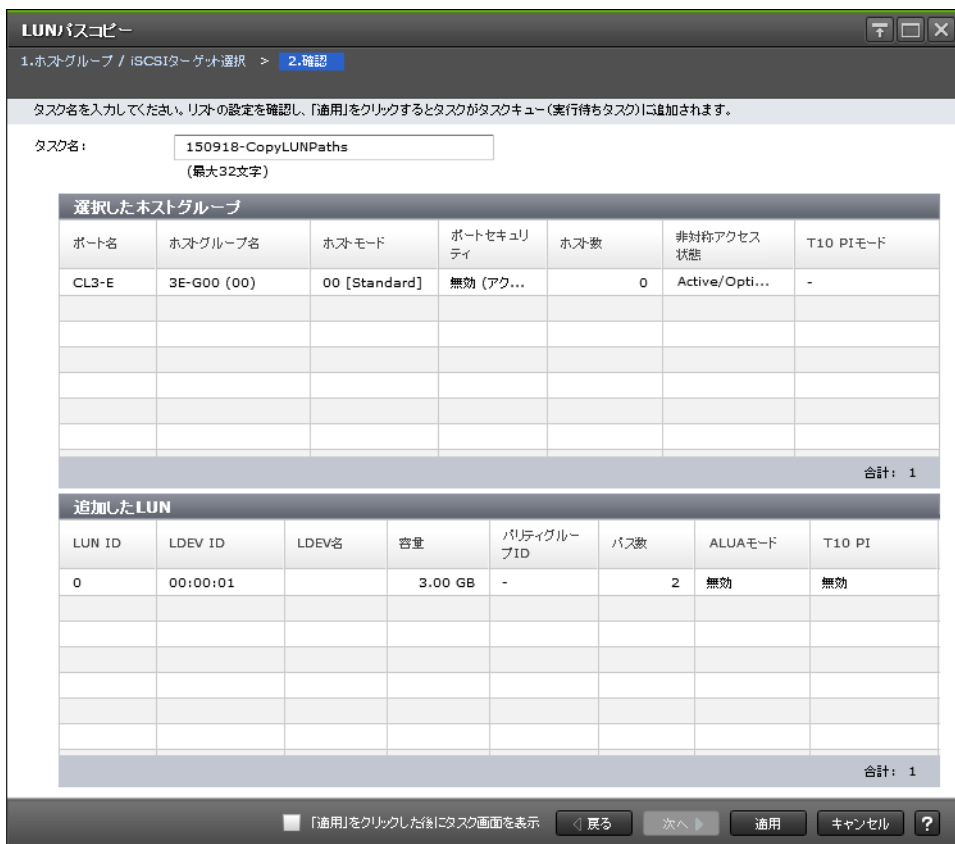 LUNパスコピー
1.ホストグループ / iSCSIターゲット選択 > 2.確認
タスク名を入力してください。リストの設定を確認し、「適用」をクリックするとタスクがタスクキュー(実行待ちタスク)に追加されます。
タスク名: 150918-CopyLUNPaths
(最大32文字)
選択したホストグループ
ポート名 ホストグループ名 ホストモード ポートセキュリティ ホスト数 非対称アクセス状態 T10 PIモード
CL3-E 3E-G00 (00) 00 [Standard] 無効 (アク... 0 Active/Opti... -
合計: 1
追加したLUN
LUN ID LDEV ID LDEV名 容量 パリティグループID パス数 ALUAモード T10 PI
0 00:00:01 3.00 GB - 2 無効 無効
合計: 1
「適用」をクリックした後にタスク画面を表示 戻る 次へ 適用 キャンセル ?